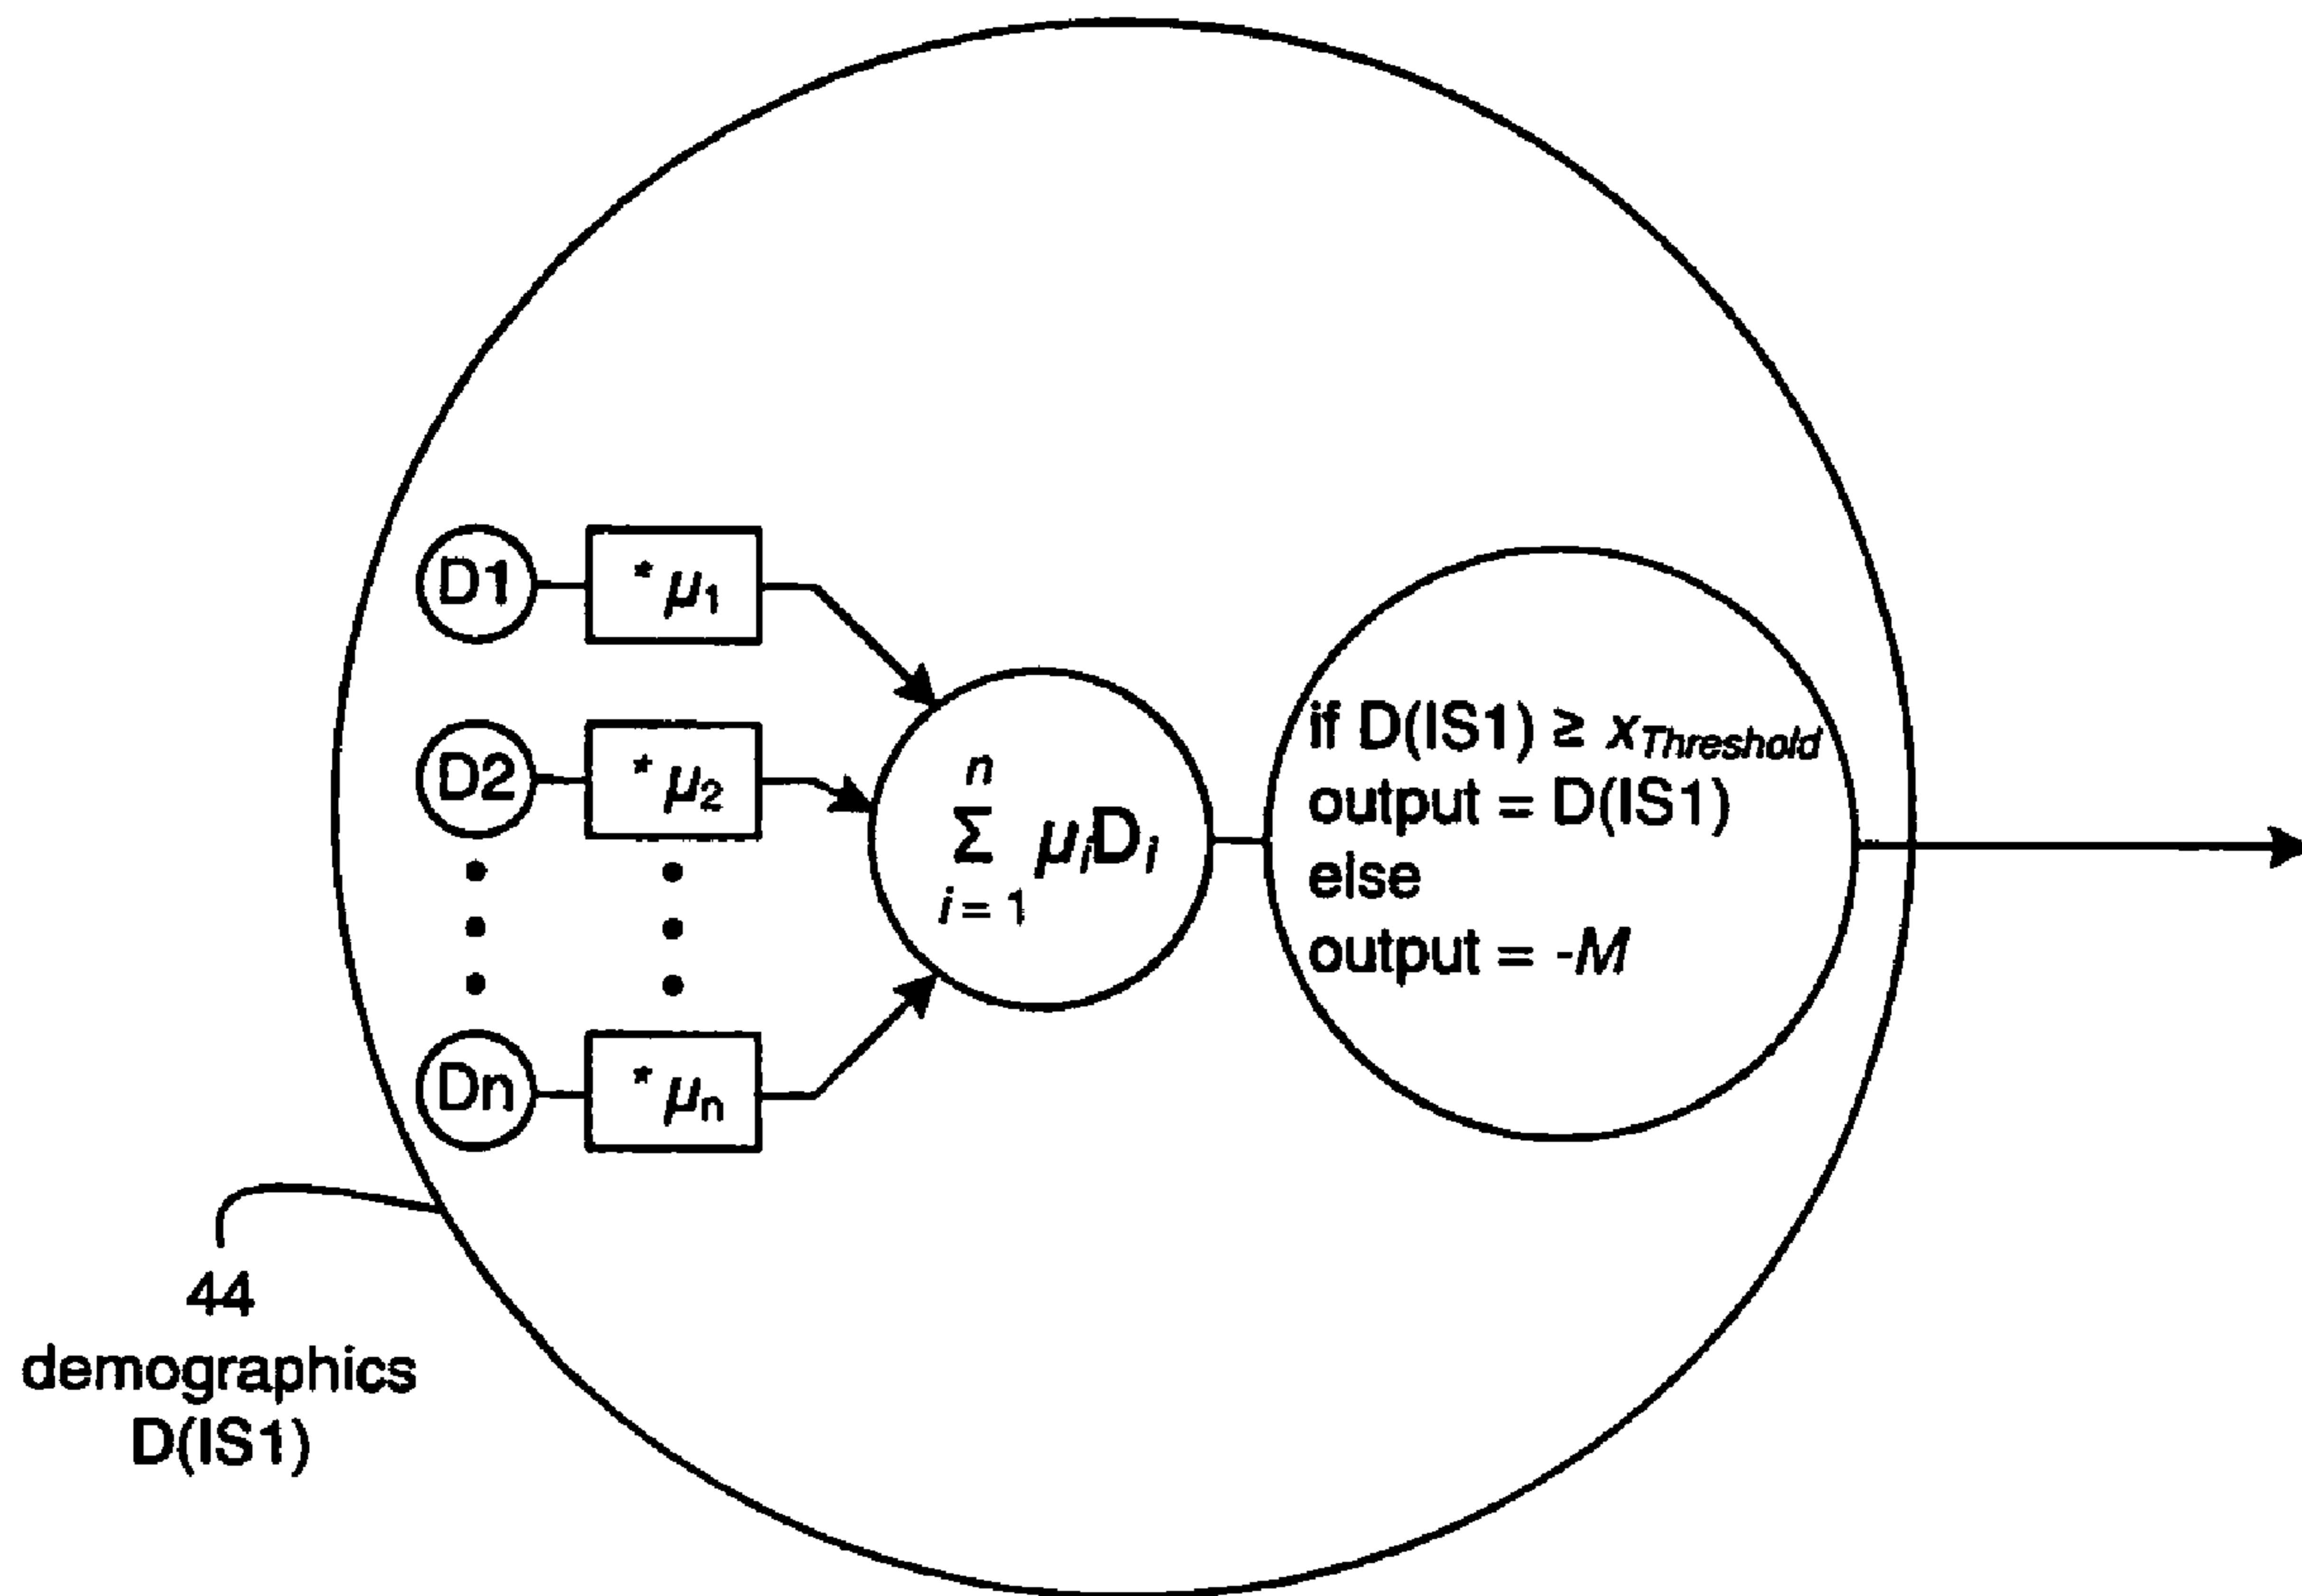 D1
* μ1
D2
* μ2
Dn
* μn
n
Σ μiDi
i = 1
if D(IS1) ≥ xThreshold
output = D(IS1)
else
output = -M
44
demographics
D(IS1)